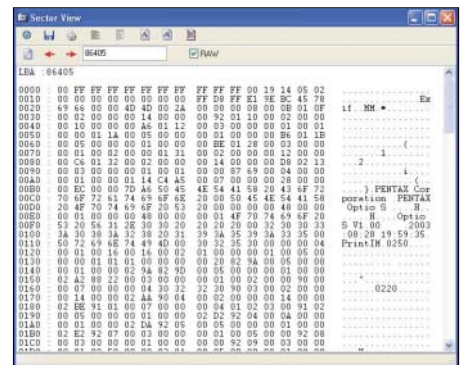 Sector View
86405
RAW
LBA :86405
0000 : 00 FF FF FF FF FF FF FF FF FF FF 00 19 14 05 02
0010 : 00 00 00 00 00 00 00 00 FF D8 FF E1 9E BC 45 78 Ex
0020 : 69 66 00 00 4D 4D 00 2A 00 00 00 08 00 0B 01 0F if..MM.*
0030 : 00 02 00 00 00 14 00 00 00 92 01 10 00 02 00 00
0040 : 00 10 00 00 00 A6 01 12 00 03 00 00 00 01 00 01
0050 : 00 00 01 1A 00 05 00 00 00 01 00 00 00 B6 01 1B
0060 : 00 05 00 00 00 01 00 00 00 BE 01 28 00 03 00 00 (
0070 : 00 01 00 02 00 00 01 31 00 02 00 00 00 12 00 00 1
0080 : 00 C6 01 32 00 02 00 00 00 14 00 00 00 D8 02 13 2
0090 : 00 03 00 00 00 01 00 01 00 00 87 69 00 04 00 00 i
00A0 : 00 01 00 00 01 14 C4 A5 00 07 00 00 00 28 00 00 (
00B0 : 00 EC 00 00 7D A6 50 45 4E 54 41 58 20 43 6F 72 }.PENTAX Cor
00C0 : 70 6F 72 61 74 69 6F 6E 20 00 50 45 4E 54 41 58 poration .PENTAX
00D0 : 20 4F 70 74 69 6F 20 53 20 00 00 00 00 48 00 00 Optio S H
00E0 : 00 01 00 00 00 48 00 00 00 01 4F 70 74 69 6F 20 H ..Optio
00F0 : 53 20 56 31 2E 30 30 20 20 20 20 00 32 30 30 33 S V1.00 2003
0100 : 3A 30 38 3A 32 38 20 31 39 3A 35 39 3A 33 35 00 :08:28 19:59:35.
0110 : 50 72 69 6E 74 49 4D 00 30 32 35 30 00 00 00 04 PrintIM.0250
0120 : 00 01 00 16 00 16 00 02 01 00 00 00 01 00 05 00
0130 : 00 00 01 01 01 00 00 00 00 20 82 9A 00 05 00 00
0140 : 00 01 00 00 02 9A 82 9D 00 05 00 00 00 01 00 00
0150 : 02 A2 88 22 00 03 00 00 00 01 00 02 00 00 90 00
0160 : 00 07 00 00 00 04 30 32 32 30 90 03 00 02 00 00 0220
0170 : 00 14 00 00 02 AA 90 04 00 02 00 00 00 14 00 00
0180 : 02 BE 91 01 00 07 00 00 00 04 01 02 03 00 91 02
0190 : 00 05 00 00 00 01 00 00 02 D2 92 04 00 0A 00 00
01A0 : 00 01 00 00 02 DA 92 05 00 05 00 00 00 01 00 00
01B0 : 02 E2 92 07 00 03 00 00 00 01 00 05 00 00 92 08
01C0 : 00 03 00 00 00 01 00 00 00 00 92 09 00 03 00 00